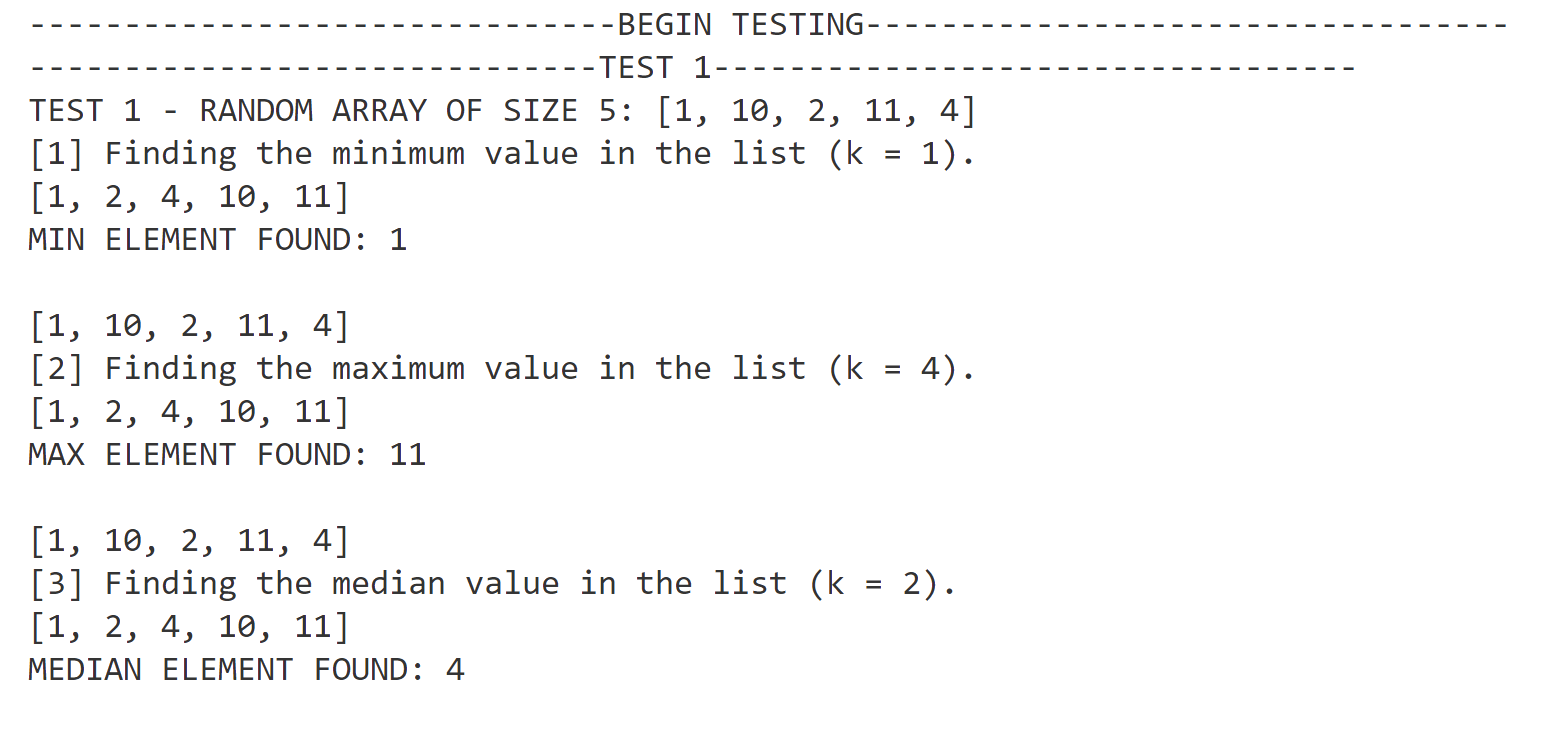 -------------------------------BEGIN TESTING----------------------------------
------------------------------TEST 1----------------------------------
TEST 1 - RANDOM ARRAY OF SIZE 5: [1, 10, 2, 11, 4]
[1] Finding the minimum value in the list (k = 1).
[1, 2, 4, 10, 11]
MIN ELEMENT FOUND: 1
[1, 10, 2, 11, 4]
[2] Finding the maximum value in the list (k = 4).
[1, 2, 4, 10, 11]
MAX ELEMENT FOUND: 11
[1, 10, 2, 11, 4]
[3] Finding the median value in the list (k = 2).
[1, 2, 4, 10, 11]
MEDIAN ELEMENT FOUND: 4